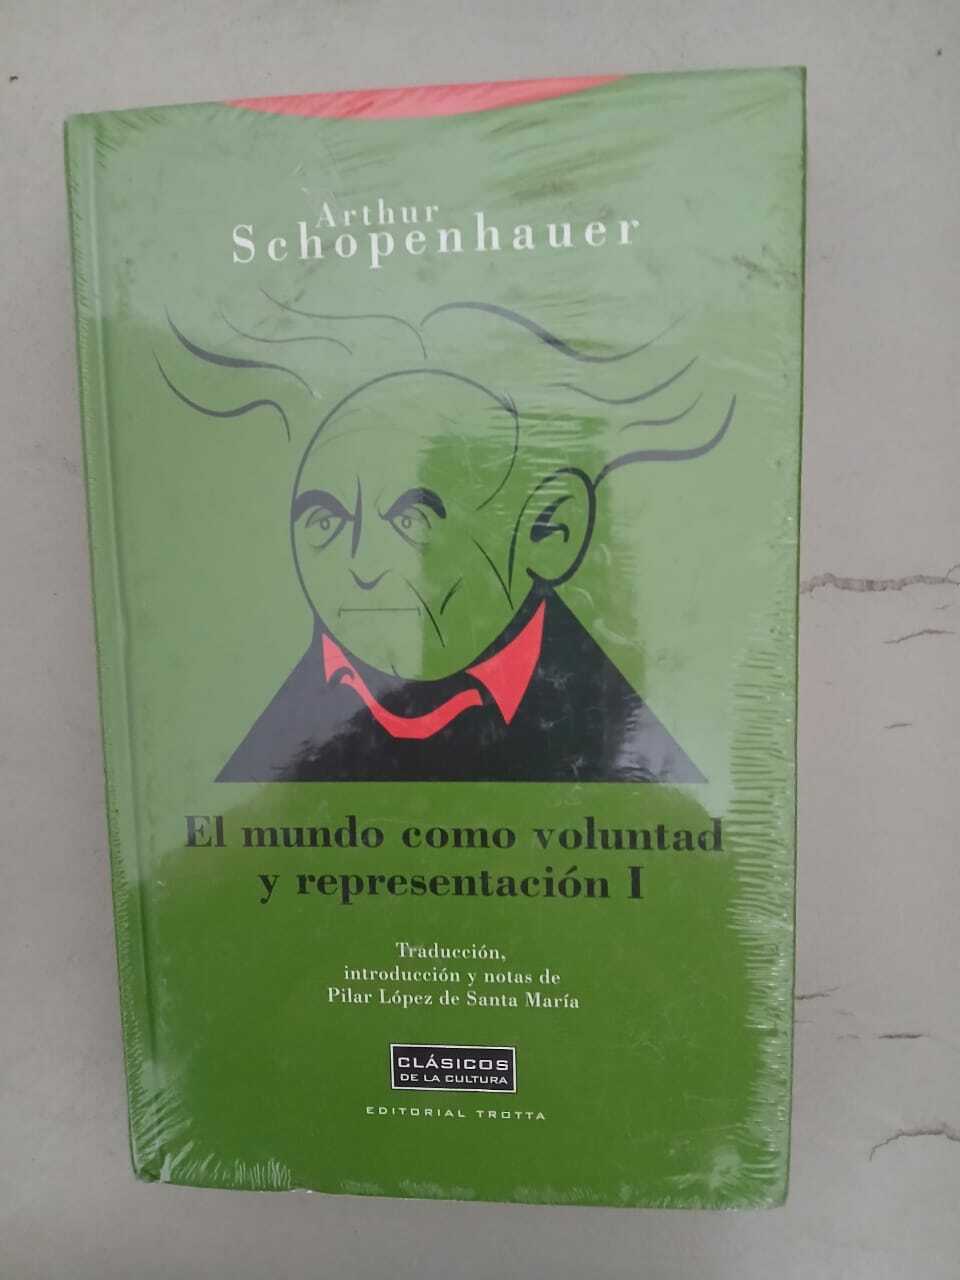 Arthur
Schopenhauer
El mundo como voluntad
y representación I
Traducción,
introducción y notas de
Pilar López de Santa María
CLÁSICOS
DE LA CULTURA
EDITORIAL TROTTA